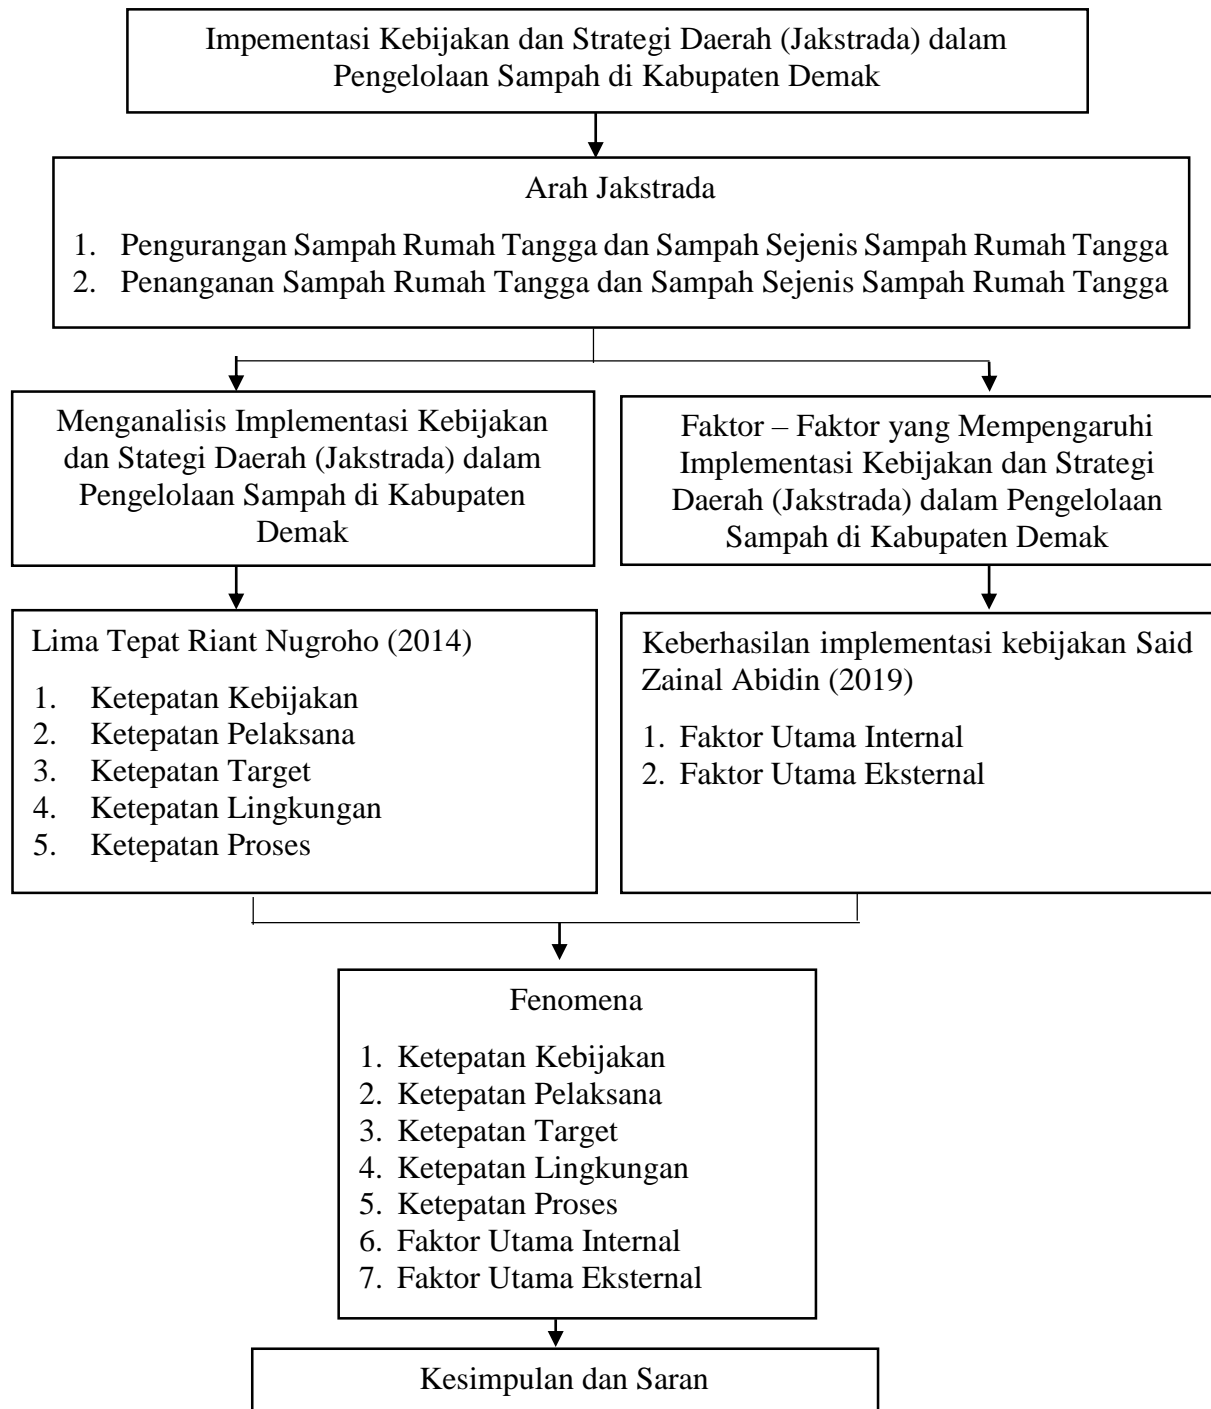 Impementasi Kebijakan dan Strategi Daerah (Jakstrada) dalam
Pengelolaan Sampah di Kabupaten Demak
Arah Jakstrada
1. Pengurangan Sampah Rumah Tangga dan Sampah Sejenis Sampah Rumah Tangga
2. Penanganan Sampah Rumah Tangga dan Sampah Sejenis Sampah Rumah Tangga
Menganalisis Implementasi Kebijakan
dan Stategi Daerah (Jakstrada) dalam
Pengelolaan Sampah di Kabupaten
Demak
Faktor – Faktor yang Mempengaruhi
Implementasi Kebijakan dan Strategi
Daerah (Jakstrada) dalam Pengelolaan
Sampah di Kabupaten Demak
Lima Tepat Riant Nugroho (2014)
1. Ketepatan Kebijakan
2. Ketepatan Pelaksana
3. Ketepatan Target
4. Ketepatan Lingkungan
5. Ketepatan Proses
Keberhasilan implementasi kebijakan Said
Zainal Abidin (2019)
1. Faktor Utama Internal
2. Faktor Utama Eksternal
Fenomena
1. Ketepatan Kebijakan
2. Ketepatan Pelaksana
3. Ketepatan Target
4. Ketepatan Lingkungan
5. Ketepatan Proses
6. Faktor Utama Internal
7. Faktor Utama Eksternal
Kesimpulan dan Saran